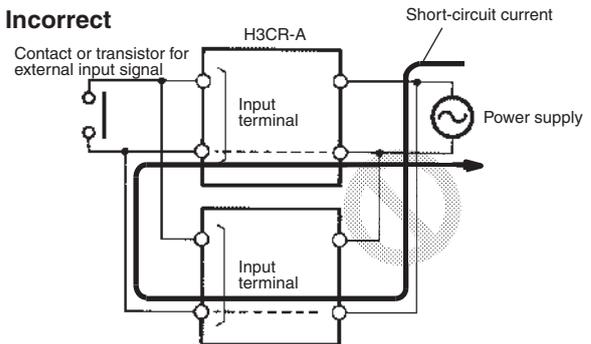 Incorrect
Short-circuit current
H3CR-A
Contact or transistor for
external input signal
Input
terminal
Power supply
Input
terminal